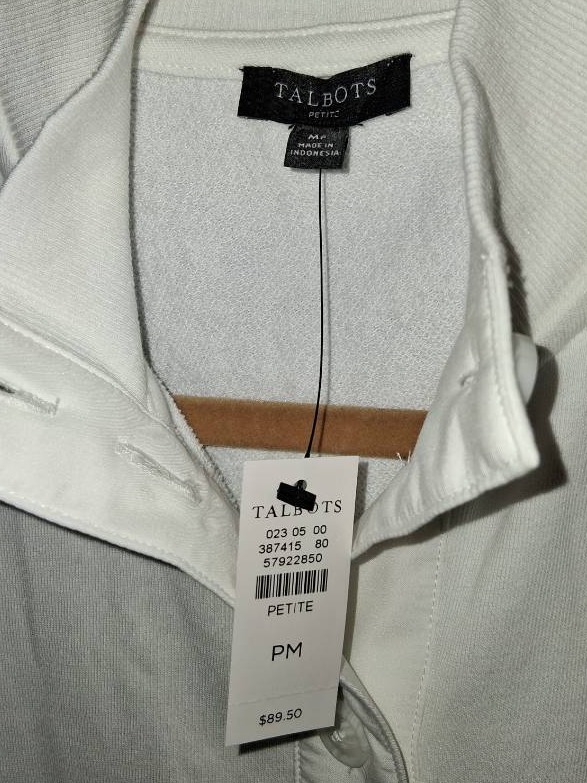 TALBOTS
PETITE
MP
MADE IN
INDONESIA
TALBOTS
023 05 00
387415 80
57922850
PETITE
PM
$89.50